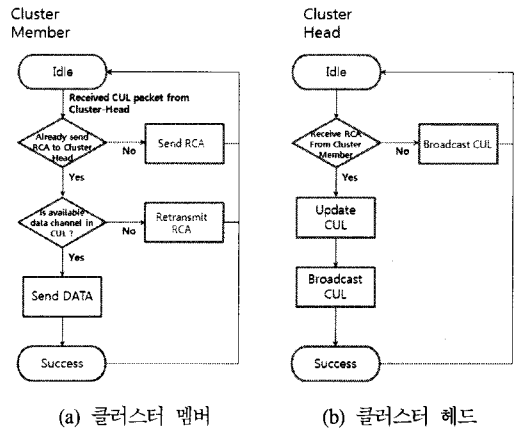 Cluster
Member
Idle
Received CUL packet from
Cluster-Head
Already send
RCA to Cluster
Head
No
Send RCA
Yes
Is available
data channel in
CUL ?
No
Retransmit
RCA
Yes
Send DATA
Success
(a) 클러스터 멤버
Cluster
Head
Idle
Receive RCA
From Cluster
Member
No
Broadcast CUL
Yes
Update
CUL
Broadcast
CUL
Success
(b) 클러스터 헤드